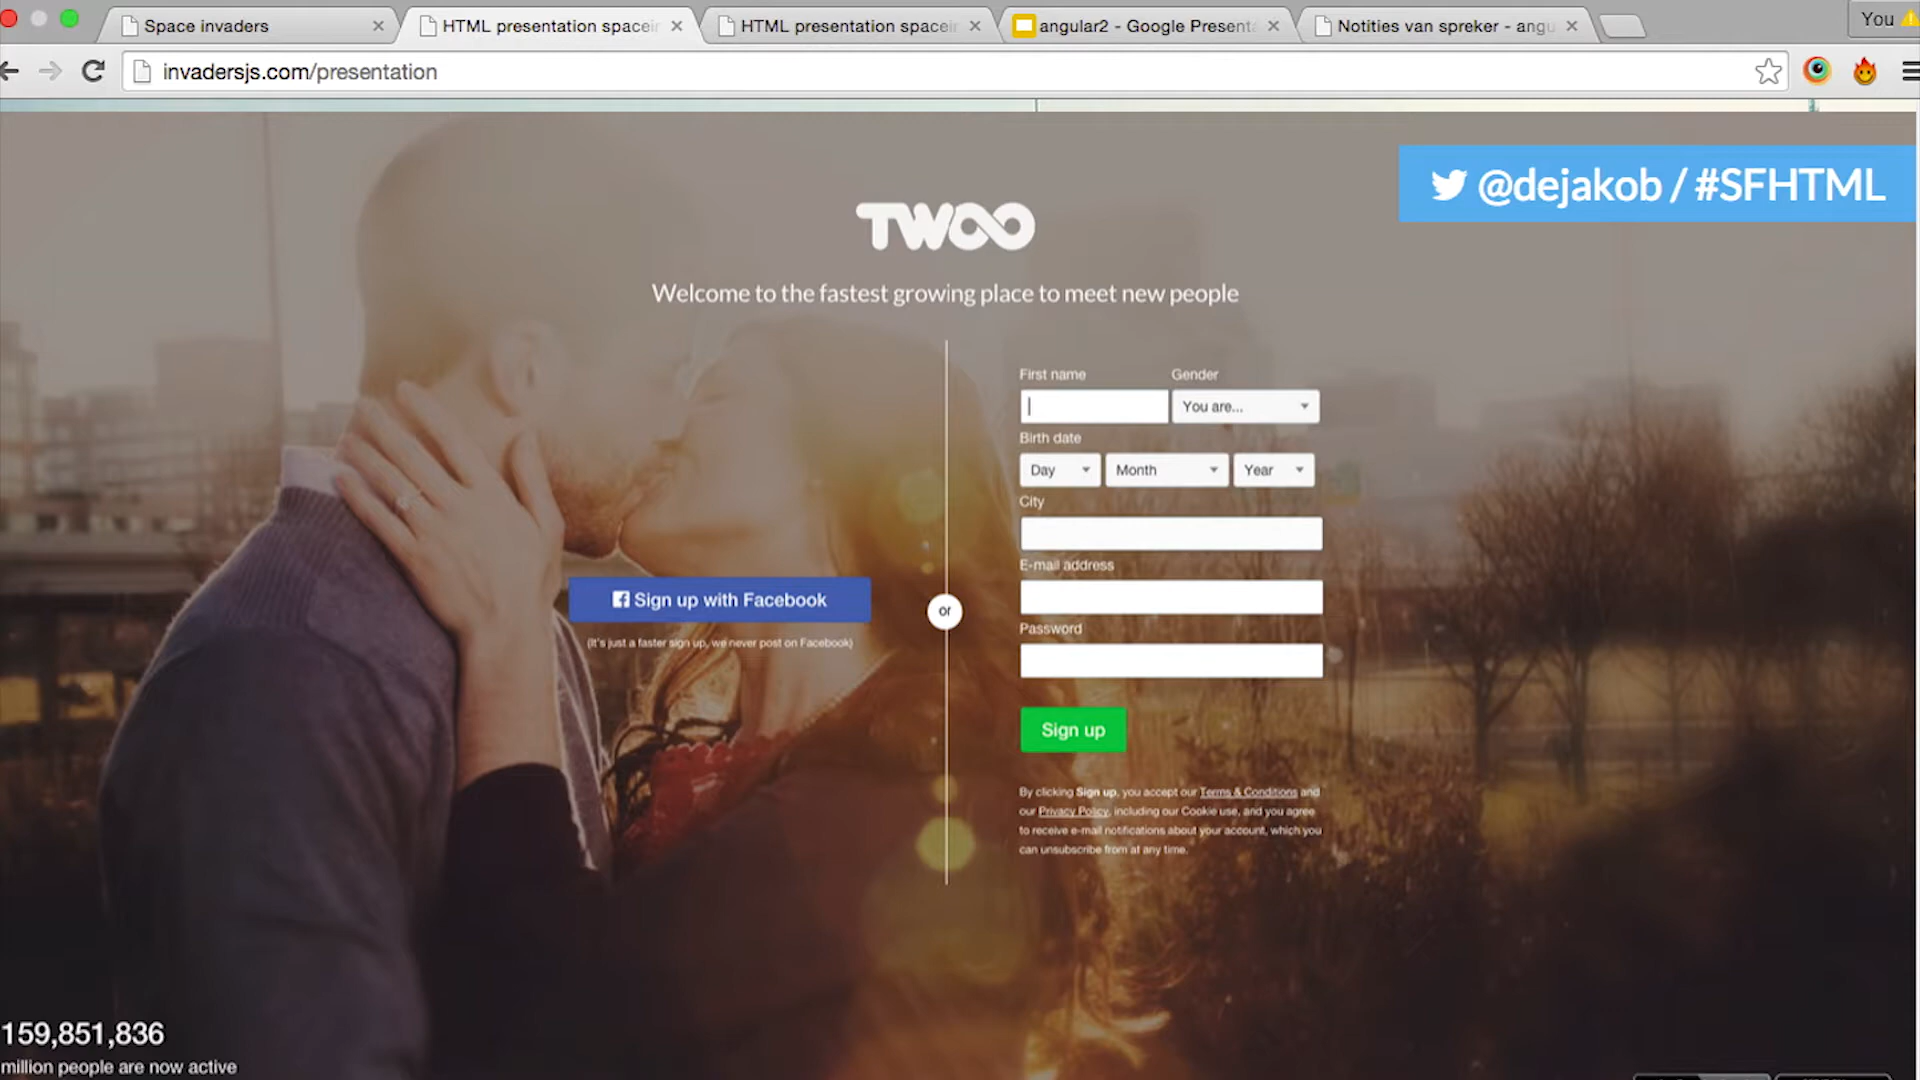 Space invaders
HTML presentation spacein
HTML presentation spacein
angular2 - Google Present
Notities van spreker - angu
You
invadersjs.com/presentation
@dejakob / #SFHTML
TWOO
Welcome to the fastest growing place to meet new people
First name
Gender
You are...
Birth date
Day
Month
Year
City
E-mail address
Sign up with Facebook
or
(It's just a faster sign up, we never post on Facebook)
Password
Sign up
By clicking Sign up, you accept our Terms & Conditions and
our Privacy Policy, including our Cookie use, and you agree
to receive e-mail notifications about your account, which you
can unsubscribe from at any time.
159,851,836
million people are now active